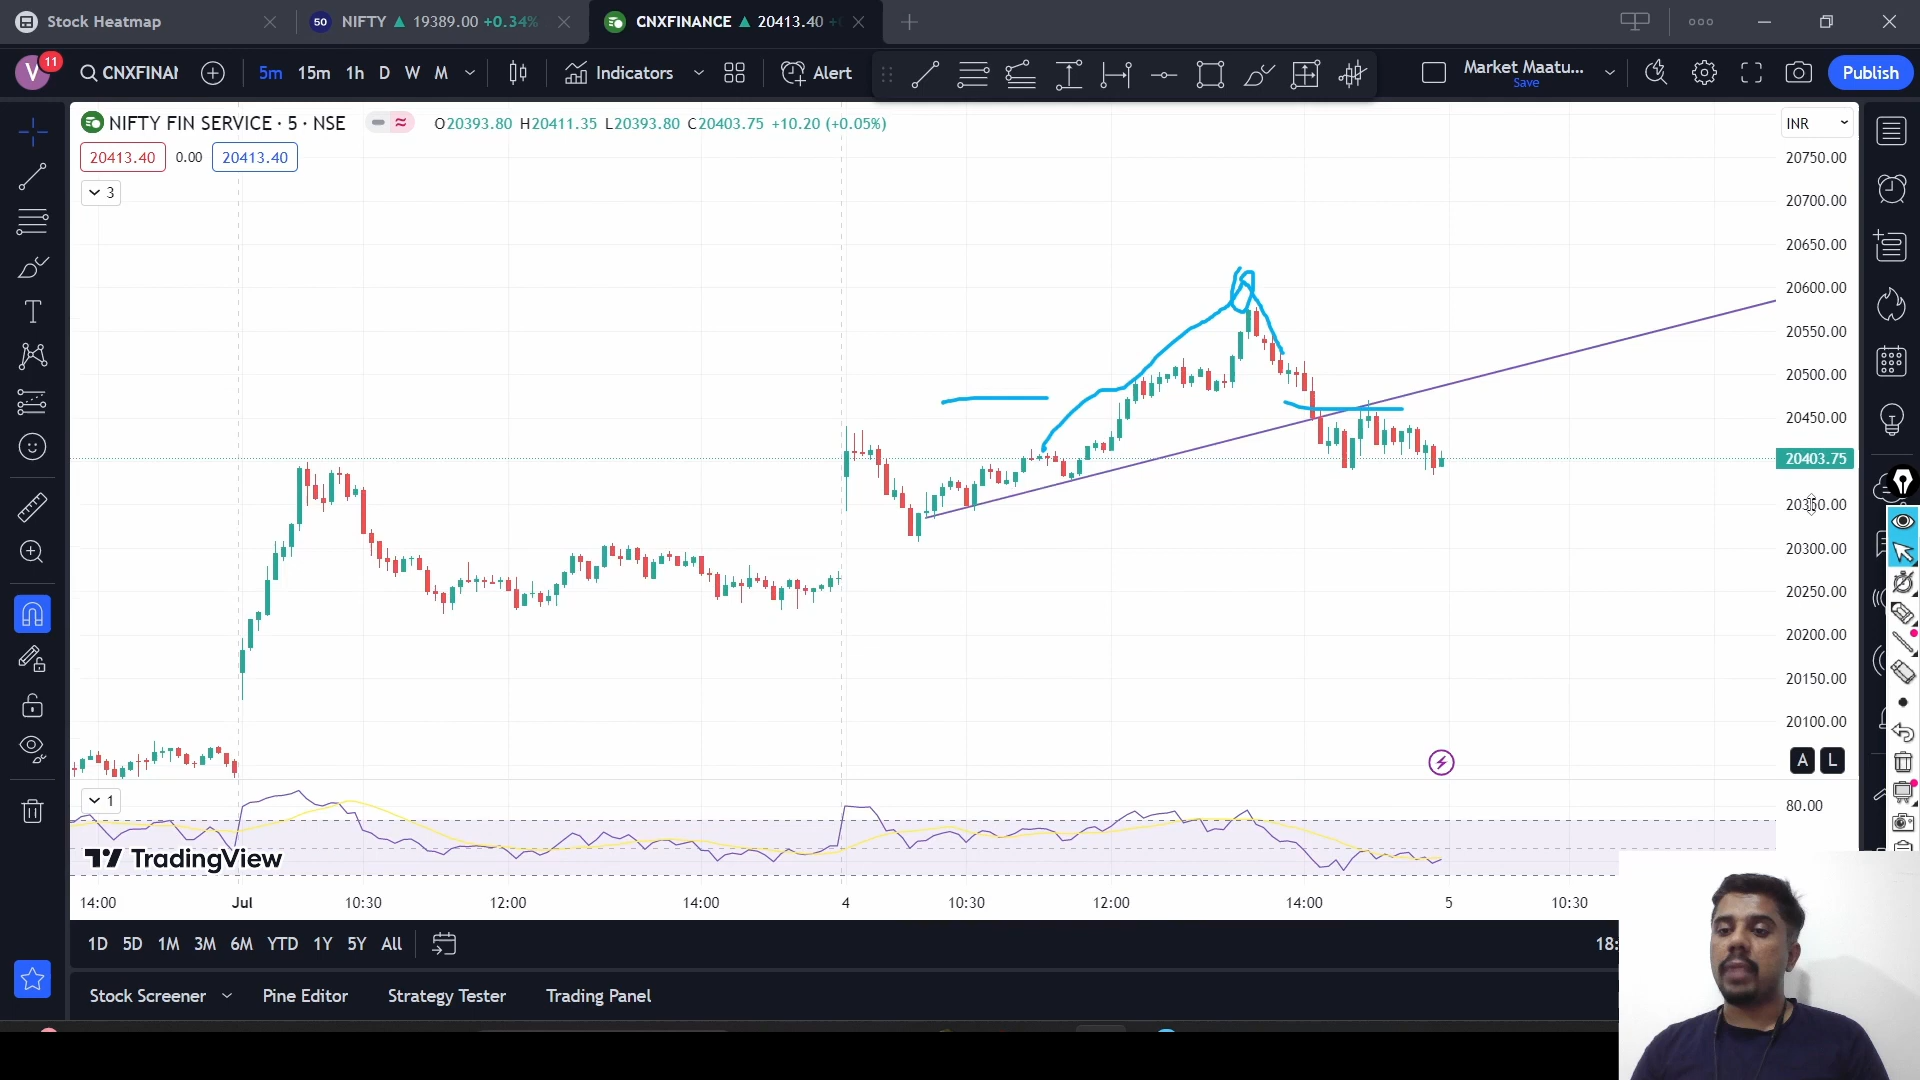 Stock Heatmap
50 NIFTY ▲ 19389.00 +0.34%
CNXFINANCE ▲ 20413.40
V 11
CNXFINAN
5m 15m 1h D W M
Indicators
Alert
Market Maatu...
Save
Publish
NIFTY FIN SERVICE · 5 · NSE
O20393.80 H20411.35 L20393.80 C20403.75 +10.20 (+0.05%)
INR
20413.40 0.00 20413.40
3
20750.00
20700.00
20650.00
20600.00
20550.00
20500.00
20450.00
20403.75
20350.00
20300.00
20250.00
20200.00
20150.00
20100.00
A L
1
80.00
TradingView
14:00 Jul 10:30 12:00 14:00 4 10:30 12:00 14:00 5 10:30
1D 5D 1M 3M 6M YTD 1Y 5Y All
18:
Stock Screener Pine Editor Strategy Tester Trading Panel